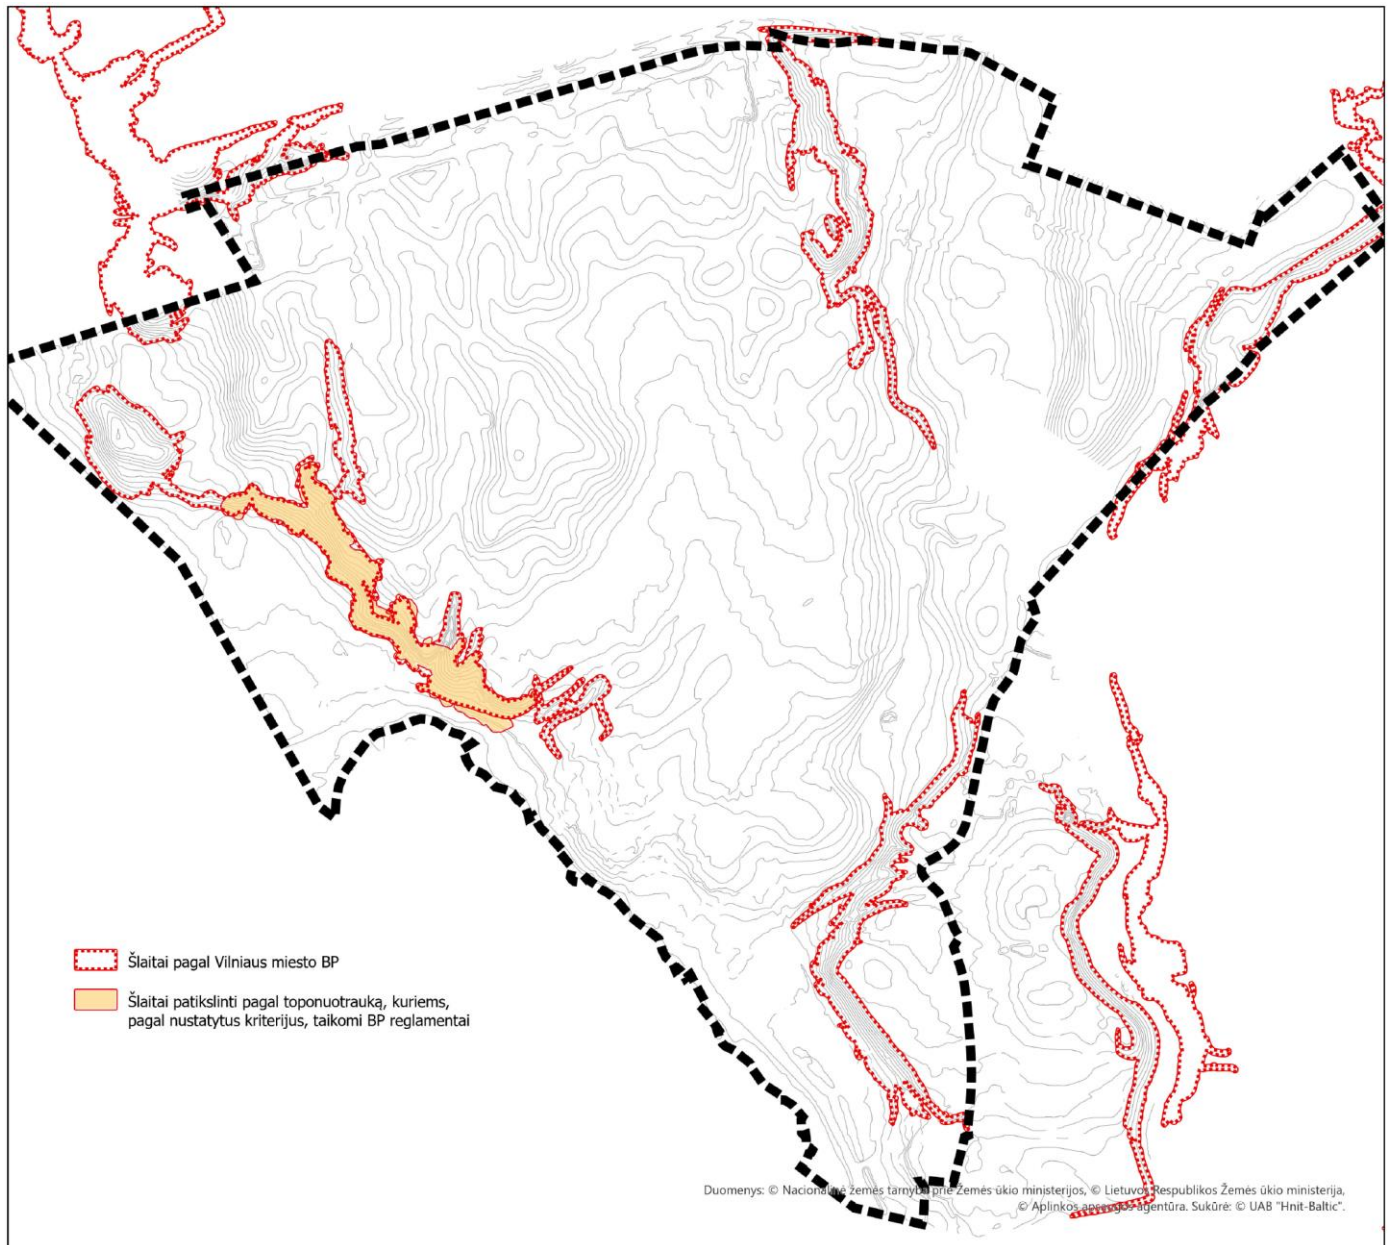 Šlaitai pagal Vilniaus miesto BP
Šlaitai patikslinti pagal toponuotrauką, kuriems,
pagal nustatytus kriterijus, taikomi BP reglamentai
Duomenys: © Nacionalinė žemės tarnyba prie Žemės ūkio ministerijos, © Lietuvos Respublikos Žemės ūkio ministerija,
© Aplinkos apsaugos agentūra. Sukūrė: © UAB "Hnit-Baltic".